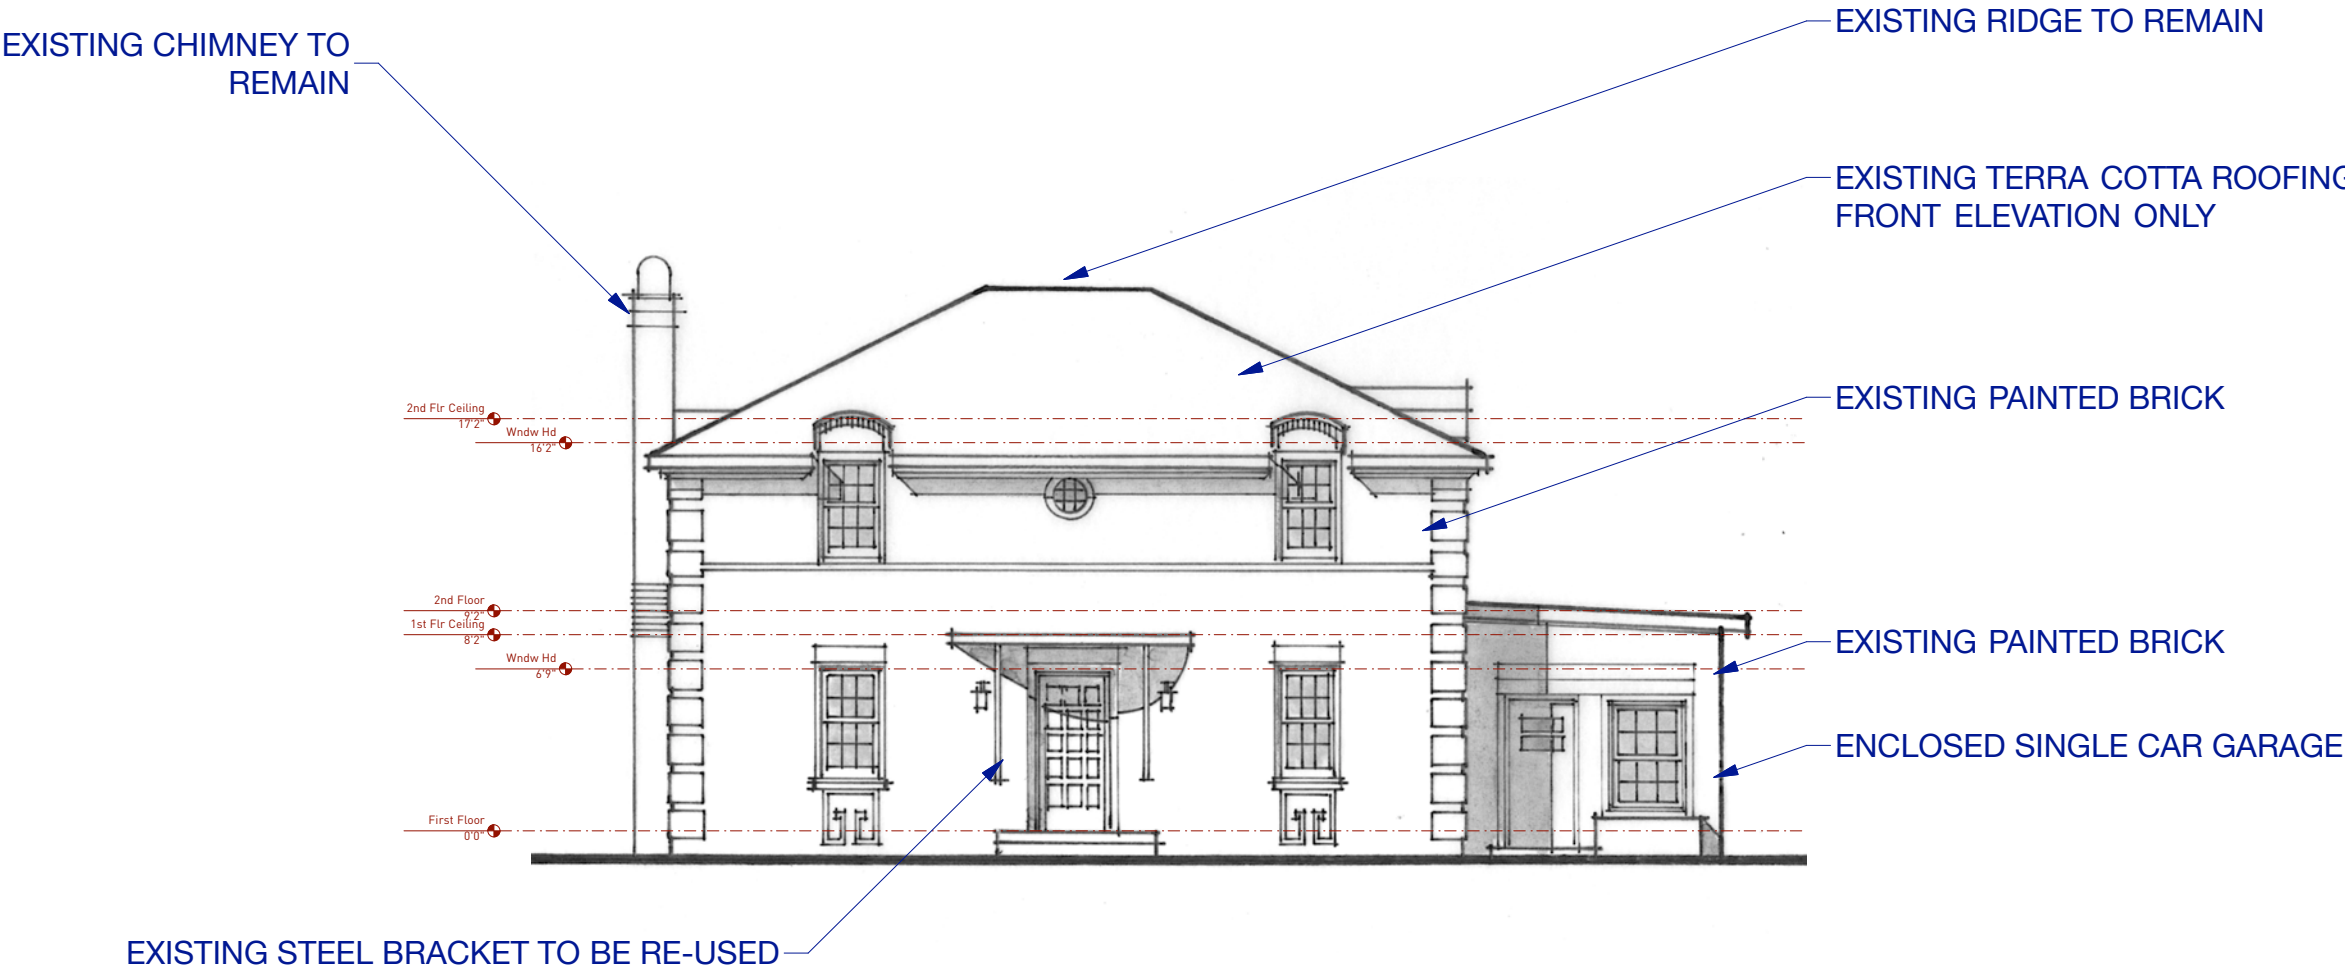 EXISTING RIDGE TO REMAIN
EXISTING CHIMNEY TO
REMAIN
EXISTING TERRA COTTA ROOFING
FRONT ELEVATION ONLY
EXISTING PAINTED BRICK
2nd Flr Ceiling
17'2"
Wndw Hd
16'2"
2nd Floor
9'2"
1st Flr Ceiling
8'2"
Wndw Hd
6'9"
EXISTING PAINTED BRICK
ENCLOSED SINGLE CAR GARAGE
First Floor
0'0"
EXISTING STEEL BRACKET TO BE RE-USED